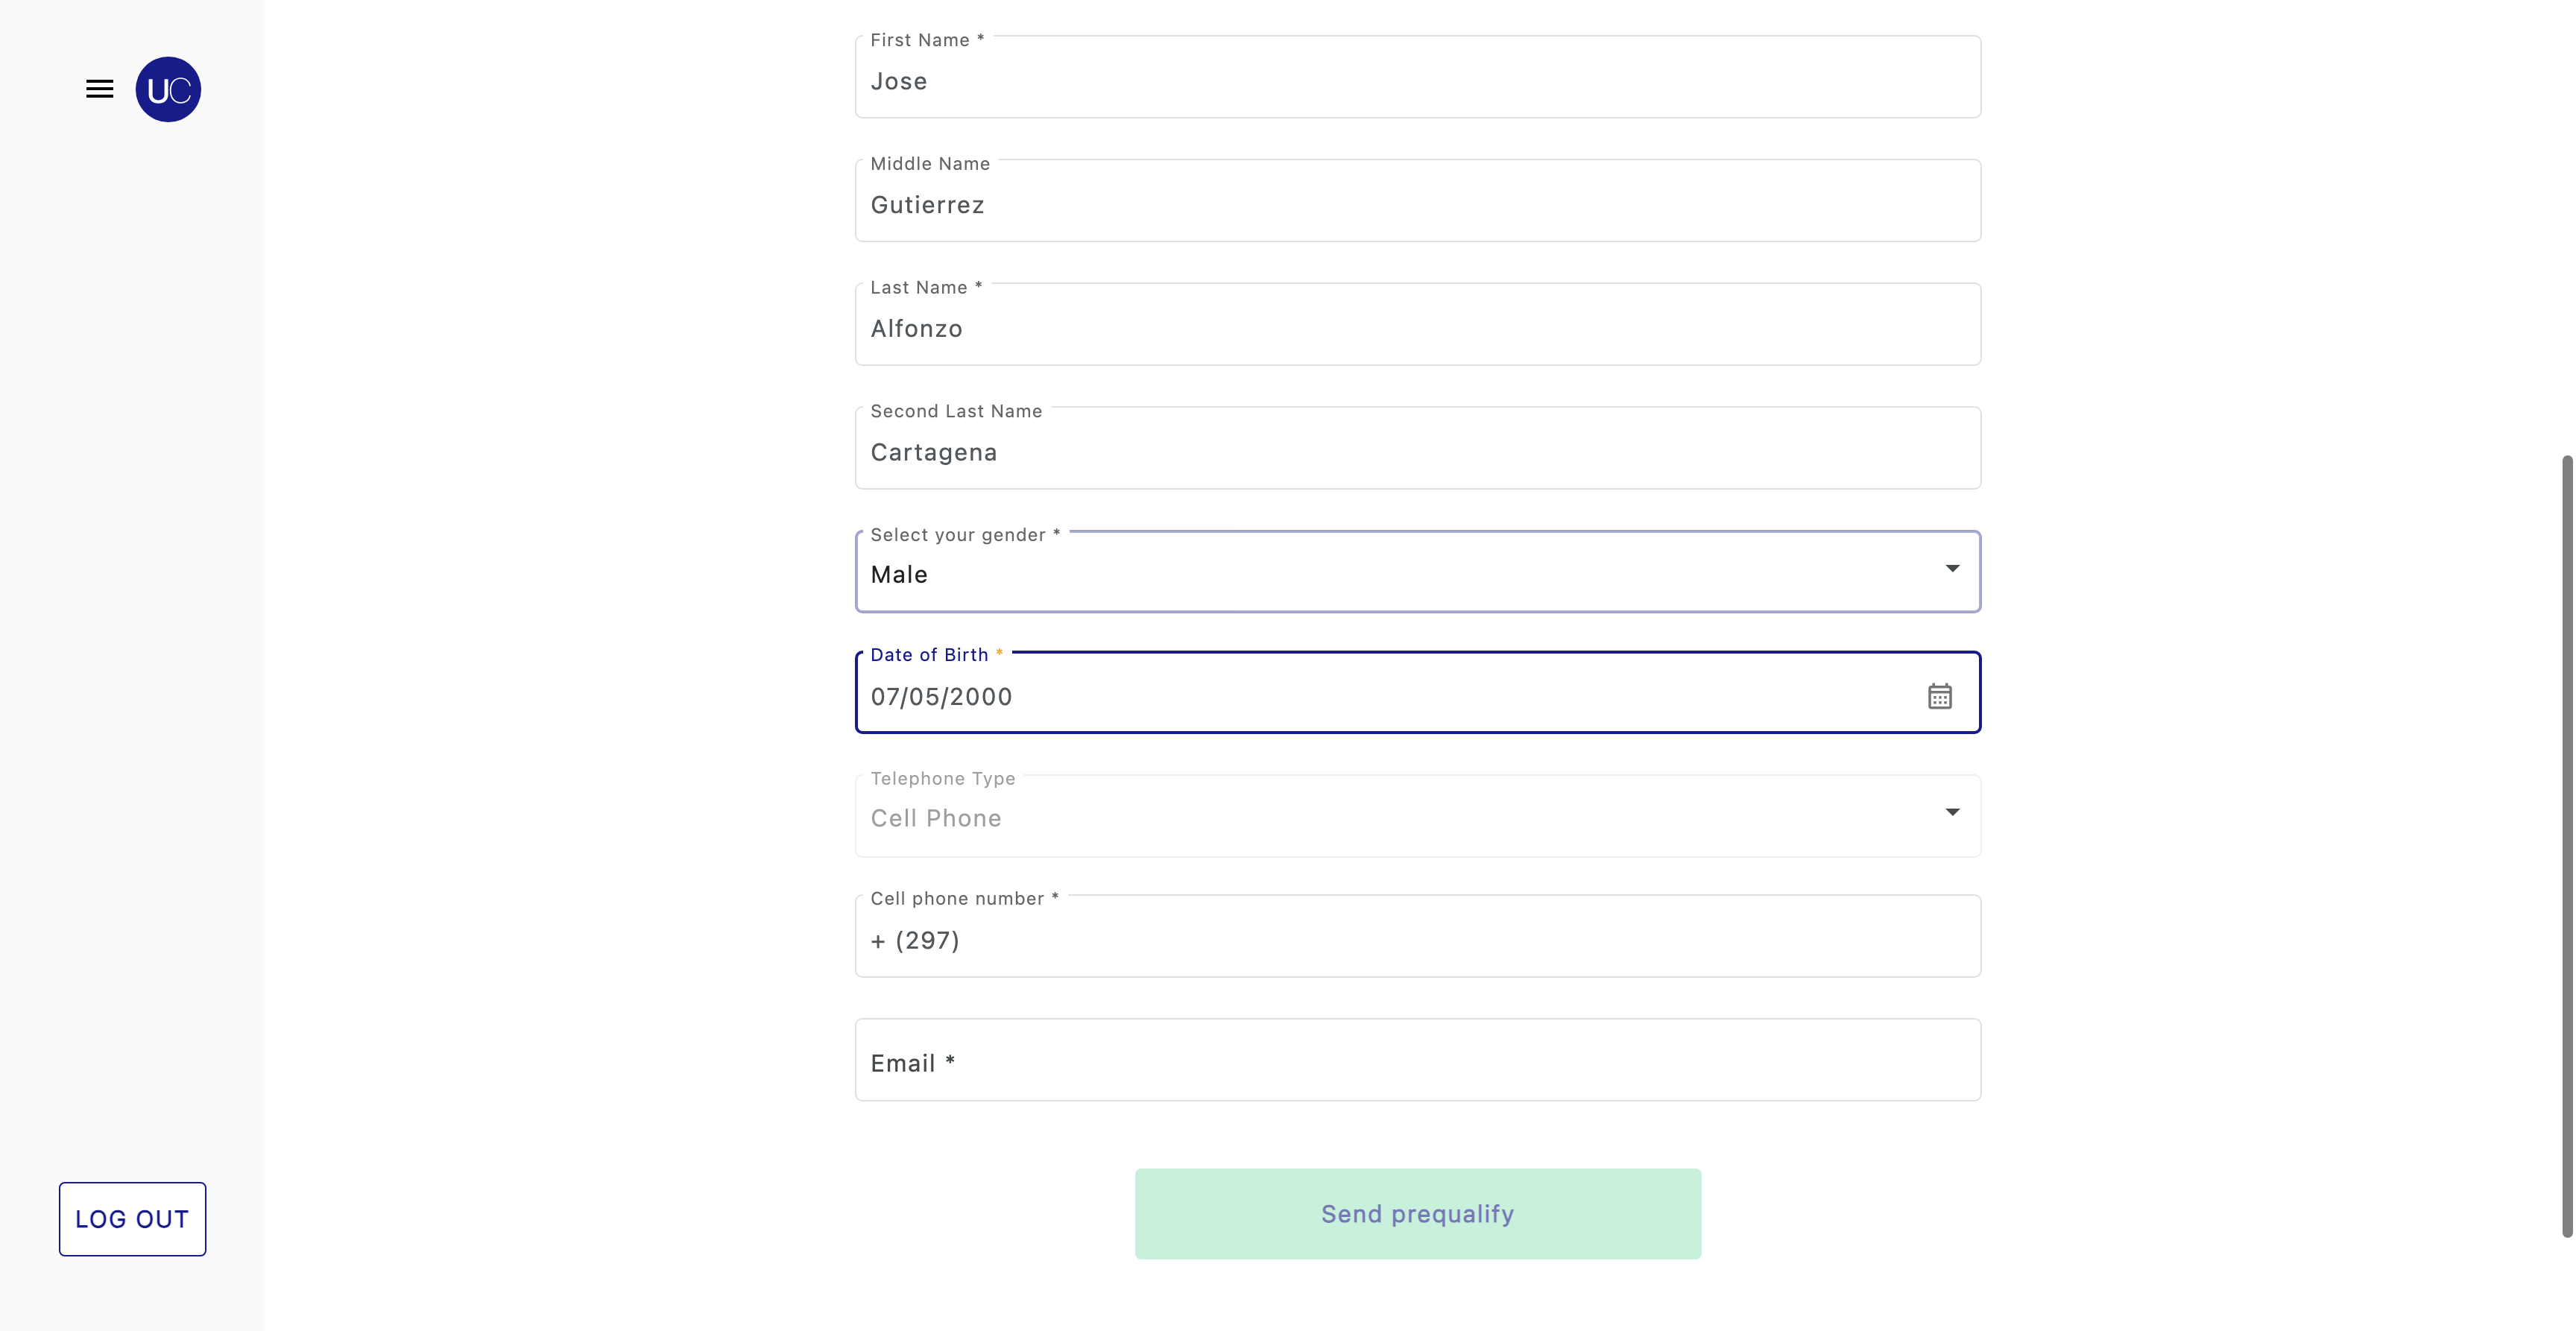 UC
First Name *
Jose
Middle Name
Gutierrez
Last Name *
Alfonzo
Second Last Name
Cartagena
Select your gender *
Male
Date of Birth *
07/05/2000
Telephone Type
Cell Phone
Cell phone number *
+ (297)
Email *
Send prequalify
LOG OUT